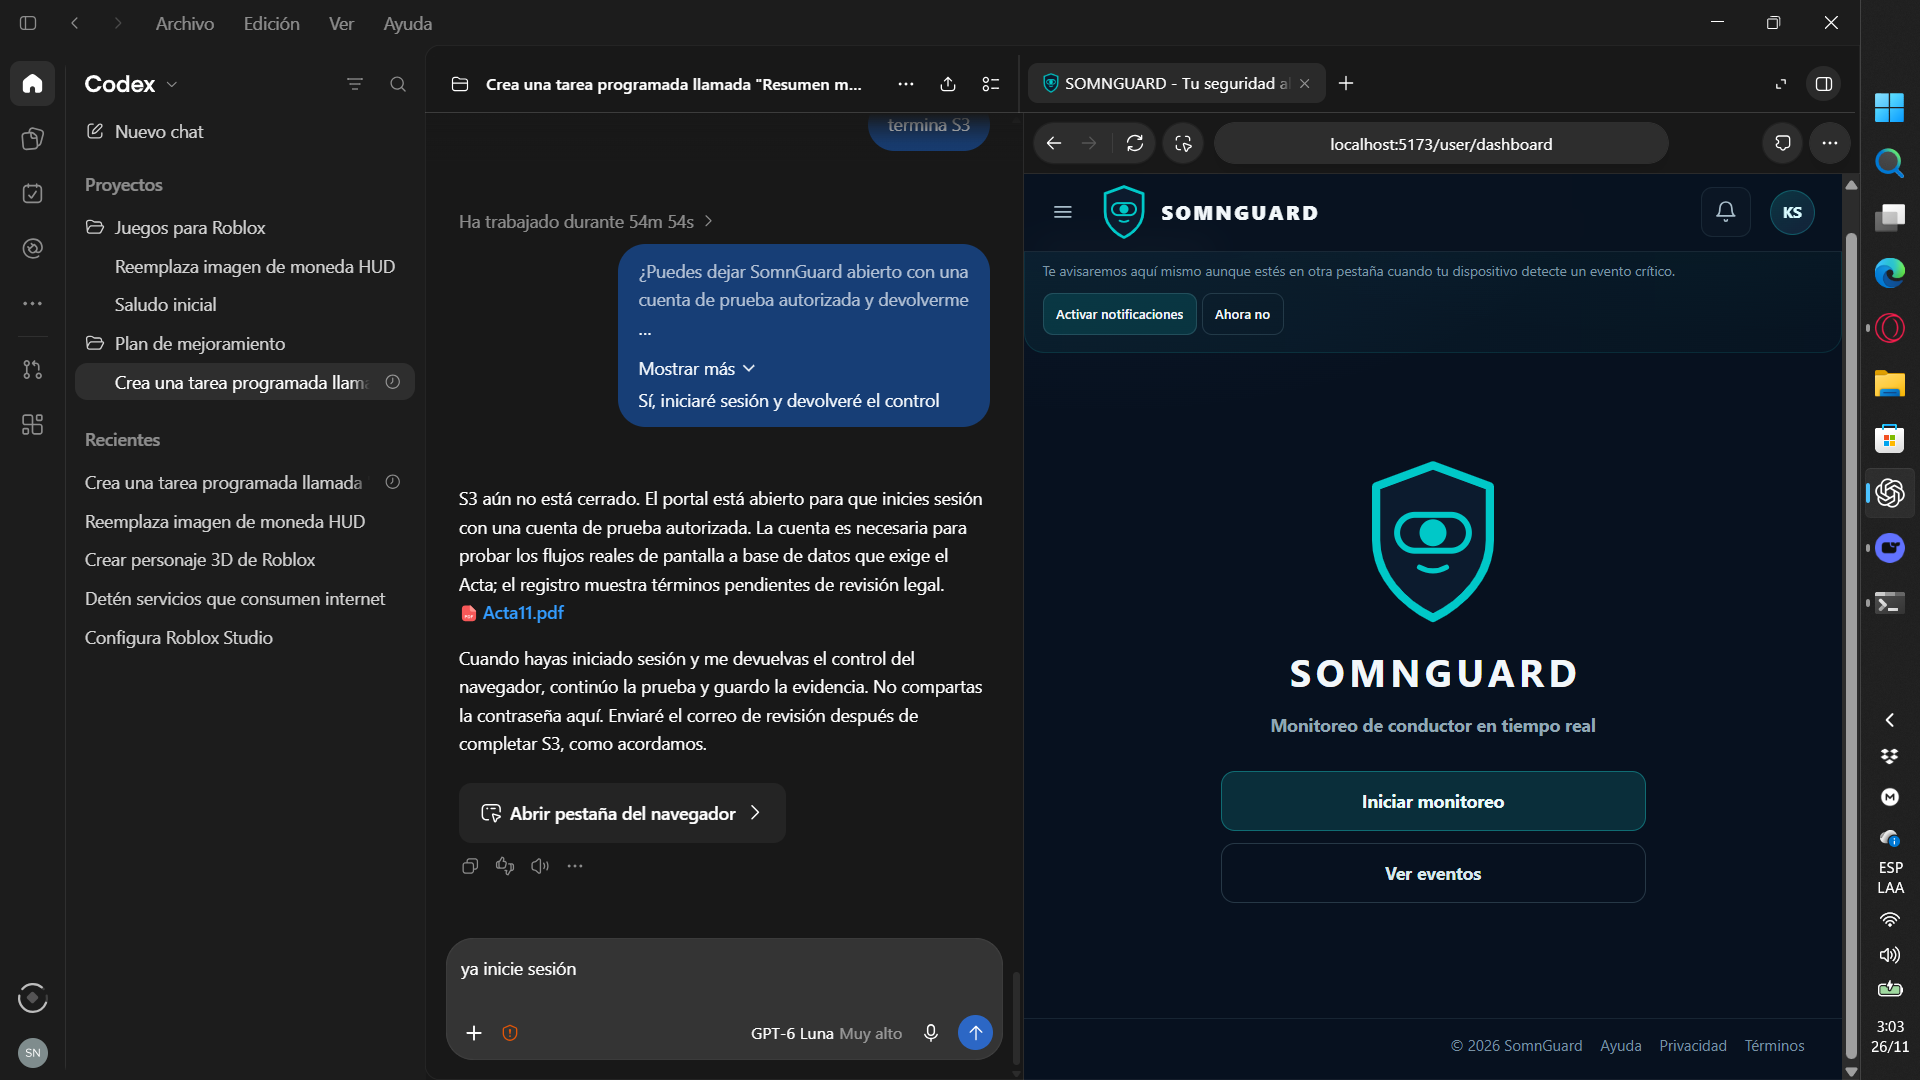 Archivo Edición Ver Ayuda
Codex
Nuevo chat
Proyectos
Juegos para Roblox
Reemplaza imagen de moneda HUD
Saludo inicial
Plan de mejoramiento
Crea una tarea programada llama
Recientes
Crea una tarea programada llamada
Reemplaza imagen de moneda HUD
Crear personaje 3D de Roblox
Detén servicios que consumen internet
Configura Roblox Studio
SN
Crea una tarea programada llamada "Resumen m...
termina S3
Ha trabajado durante 54m 54s
¿Puedes dejar SomnGuard abierto con una
cuenta de prueba autorizada y devolverme
...
Mostrar más
Sí, iniciaré sesión y devolveré el control
S3 aún no está cerrado. El portal está abierto para que inicies sesión
con una cuenta de prueba autorizada. La cuenta es necesaria para
probar los flujos reales de pantalla a base de datos que exige el
Acta; el registro muestra términos pendientes de revisión legal.
Acta11.pdf
Cuando hayas iniciado sesión y me devuelvas el control del
navegador, continúo la prueba y guardo la evidencia. No compartas
la contraseña aquí. Enviaré el correo de revisión después de
completar S3, como acordamos.
Abrir pestaña del navegador
ya inicie sesión
GPT-6 Luna Muy alto
SOMNGUARD - Tu seguridad al
localhost:5173/user/dashboard
SOMNGUARD
KS
Te avisaremos aquí mismo aunque estés en otra pestaña cuando tu dispositivo detecte un evento crítico.
Activar notificaciones
Ahora no
SOMNGUARD
Monitoreo de conductor en tiempo real
Iniciar monitoreo
Ver eventos
© 2026 SomnGuard Ayuda Privacidad Términos
ESP
LAA
3:03
26/11